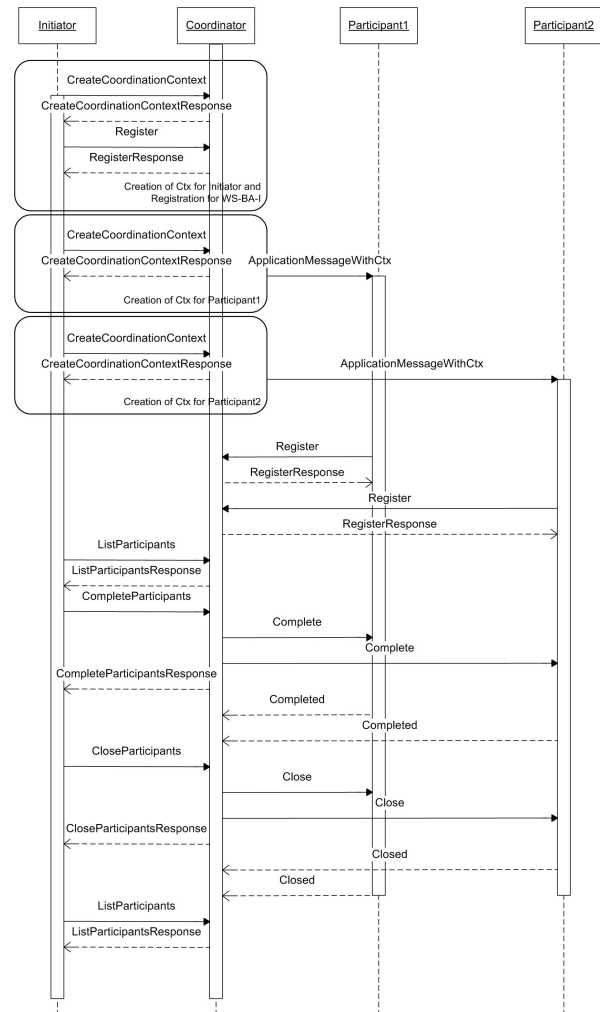 Initiator
Coordinator
Participant1
Participant2
CreateCoordinationContext
CreateCoordinationContextResponse
Register
RegisterResponse
Creation of Ctx for Initiator and
Registration for WS-BA-I
CreateCoordinationContext
CreateCoordinationContextResponse
ApplicationMessageWithCtx
Creation of Ctx for Participant1
CreateCoordinationContext
CreateCoordinationContextResponse
ApplicationMessageWithCtx
Creation of Ctx for Participant2
Register
RegisterResponse
Register
RegisterResponse
ListParticipants
ListParticipantsResponse
CompleteParticipants
Complete
Complete
CompleteParticipantsResponse
Completed
Completed
CloseParticipants
Close
Close
CloseParticipantsResponse
Closed
Closed
ListParticipants
ListParticipantsResponse